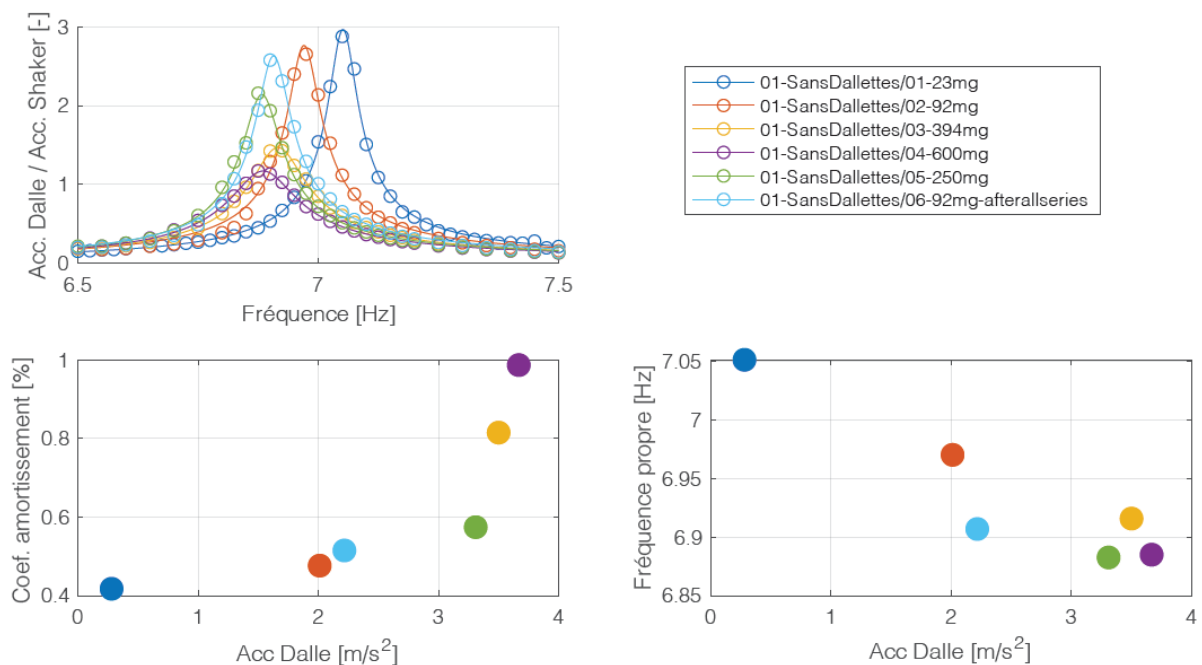 Acc. Dalle / Acc. Shaker [-]
3
2
1
0
6.5
7
7.5
Fréquence [Hz]
01-SansDallettes/01-23mg
01-SansDallettes/02-92mg
01-SansDallettes/03-394mg
01-SansDallettes/04-600mg
01-SansDallettes/05-250mg
01-SansDallettes/06-92mg-afterallseries
Coef. amortissement [%]
1
0.8
0.6
0.4
0
1
2
3
4
Acc Dalle [m/s²]
Fréquence propre [Hz]
7.05
7
6.95
6.9
6.85
0
1
2
3
4
Acc Dalle [m/s²]